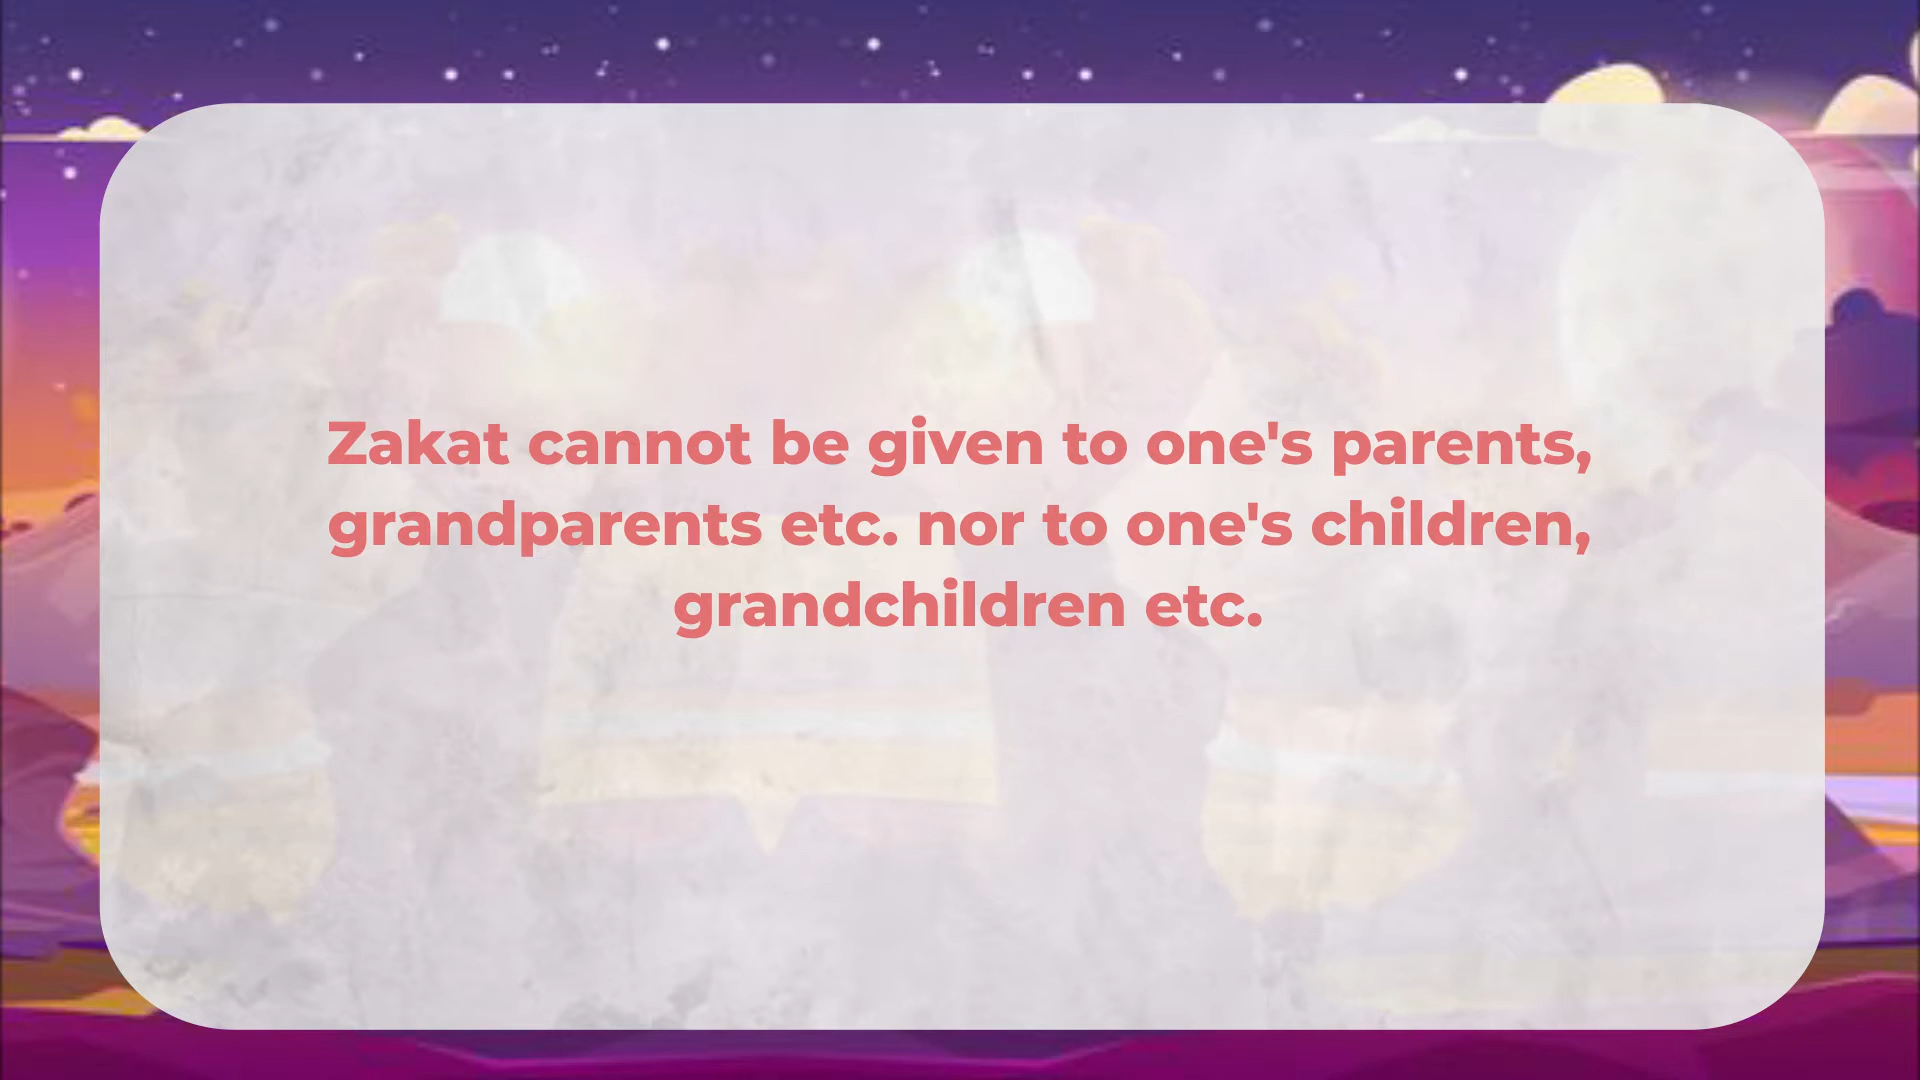 Zakat cannot be given to one's parents,
grandparents etc. nor to one's children,
grandchildren etc.